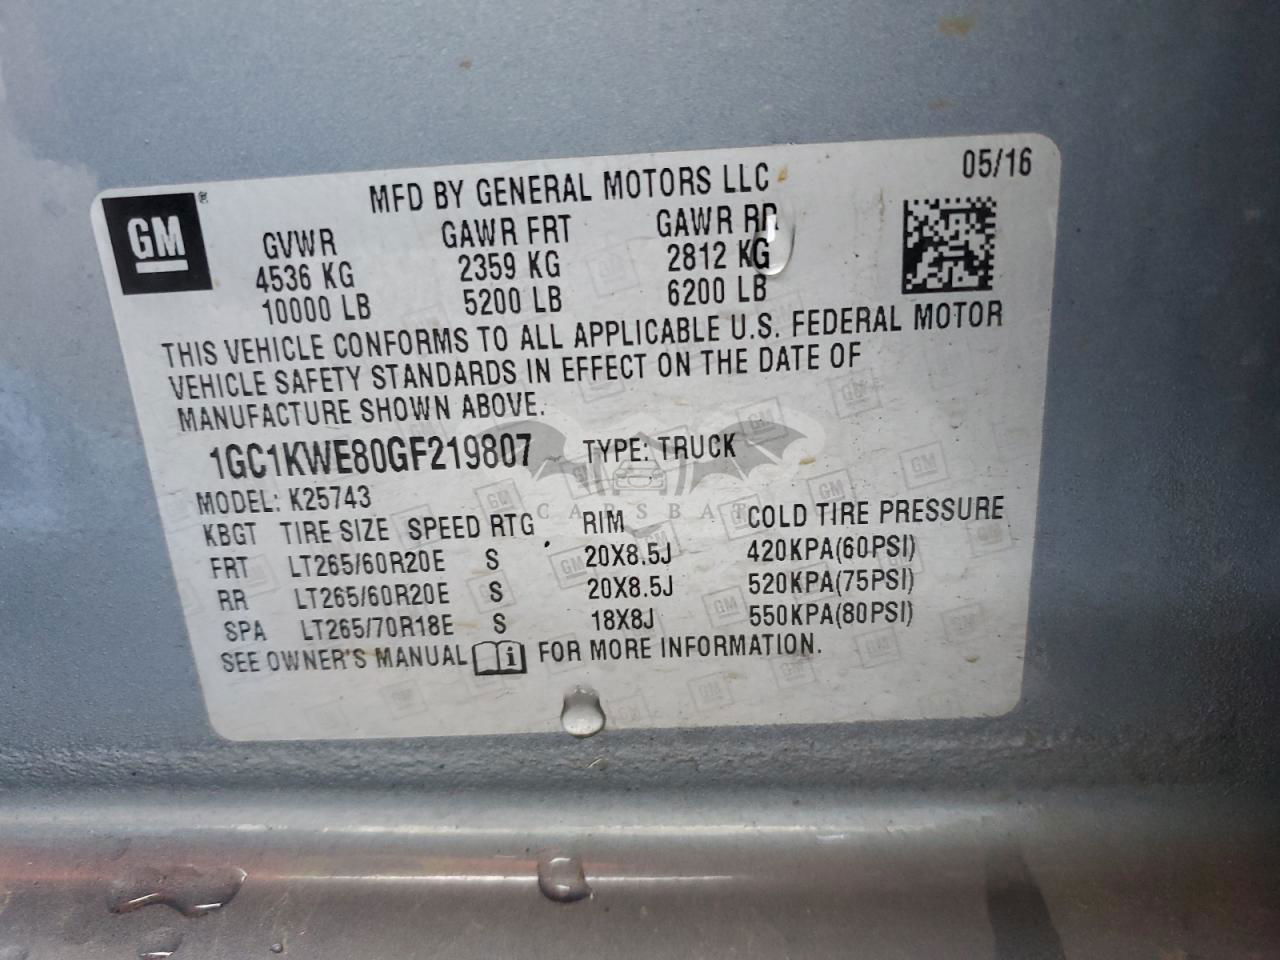 MFD BY GENERAL MOTORS LLC 05/16
GM ®
GVWR GAWR FRT GAWR RR
4536 KG 2359 KG 2812 KG
10000 LB 5200 LB 6200 LB
THIS VEHICLE CONFORMS TO ALL APPLICABLE U.S. FEDERAL MOTOR
VEHICLE SAFETY STANDARDS IN EFFECT ON THE DATE OF
MANUFACTURE SHOWN ABOVE.
1GC1KWE80GF219807 TYPE: TRUCK
MODEL: K25743
CARSBAT
KBGT TIRE SIZE SPEED RTG RIM COLD TIRE PRESSURE
FRT LT265/60R20E S 20X8.5J 420KPA(60PSI)
RR LT265/60R20E S 20X8.5J 520KPA(75PSI)
SPA LT265/70R18E S 18X8J 550KPA(80PSI)
SEE OWNER'S MANUAL i FOR MORE INFORMATION.